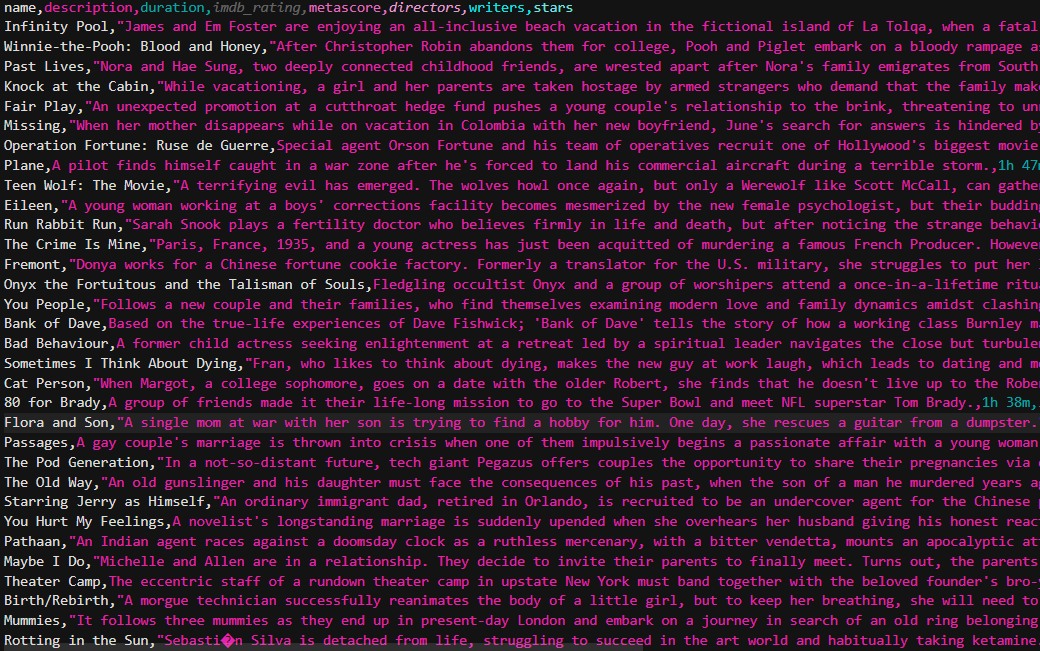 name,description,duration,imdb_rating,metascore,directors,writers,stars
Infinity Pool,"James and Em Foster are enjoying an all-inclusive beach vacation in the fictional island of La Tolqa, when a fatal
Winnie-the-Pooh: Blood and Honey,"After Christopher Robin abandons them for college, Pooh and Piglet embark on a bloody rampage a
Past Lives,"Nora and Hae Sung, two deeply connected childhood friends, are wrested apart after Nora's family emigrates from South
Knock at the Cabin,"While vacationing, a girl and her parents are taken hostage by armed strangers who demand that the family mak
Fair Play,"An unexpected promotion at a cutthroat hedge fund pushes a young couple's relationship to the brink, threatening to un
Missing,"When her mother disappears while on vacation in Colombia with her new boyfriend, June's search for answers is hindered by
Operation Fortune: Ruse de Guerre,Special agent Orson Fortune and his team of operatives recruit one of Hollywood's biggest movie
Plane,A pilot finds himself caught in a war zone after he's forced to land his commercial aircraft during a terrible storm.,1h 47m
Teen Wolf: The Movie,"A terrifying evil has emerged. The wolves howl once again, but only a Werewolf like Scott McCall, can gathe
Eileen,"A young woman working at a boys' corrections facility becomes mesmerized by the new female psychologist, but their buddin
Run Rabbit Run,"Sarah Snook plays a fertility doctor who believes firmly in life and death, but after noticing the strange behavi
The Crime Is Mine,"Paris, France, 1935, and a young actress has just been acquitted of murdering a famous French Producer. Howeve
Fremont,"Donya works for a Chinese fortune cookie factory. Formerly a translator for the U.S. military, she struggles to put her
Onyx the Fortuitous and the Talisman of Souls,Fledgling occultist Onyx and a group of worshipers attend a once-in-a-lifetime ritu
You People,"Follows a new couple and their families, who find themselves examining modern love and family dynamics amidst clashin
Bank of Dave,Based on the true-life experiences of Dave Fishwick; 'Bank of Dave' tells the story of how a working class Burnley m
Bad Behaviour,A former child actress seeking enlightenment at a retreat led by a spiritual leader navigates the close but turbule
Sometimes I Think About Dying,"Fran, who likes to think about dying, makes the new guy at work laugh, which leads to dating and m
Cat Person,"When Margot, a college sophomore, goes on a date with the older Robert, she finds that he doesn't live up to the Robe
80 for Brady,A group of friends made it their life-long mission to go to the Super Bowl and meet NFL superstar Tom Brady.,1h 38m,
Flora and Son,"A single mom at war with her son is trying to find a hobby for him. One day, she rescues a guitar from a dumpster.
Passages,A gay couple's marriage is thrown into crisis when one of them impulsively begins a passionate affair with a young woman
The Pod Generation,"In a not-so-distant future, tech giant Pegazus offers couples the opportunity to share their pregnancies via
The Old Way,"An old gunslinger and his daughter must face the consequences of his past, when the son of a man he murdered years a
Starring Jerry as Himself,"An ordinary immigrant dad, retired in Orlando, is recruited to be an undercover agent for the Chinese
You Hurt My Feelings,A novelist's longstanding marriage is suddenly upended when she overhears her husband giving his honest reac
Pathaan,"An Indian agent races against a doomsday clock as a ruthless mercenary, with a bitter vendetta, mounts an apocalyptic at
Maybe I Do,"Michelle and Allen are in a relationship. They decide to invite their parents to finally meet. Turns out, the parents
Theater Camp,The eccentric staff of a rundown theater camp in upstate New York must band together with the beloved founder's bro-
Birth/Rebirth,"A morgue technician successfully reanimates the body of a little girl, but to keep her breathing, she will need to
Mummies,"It follows three mummies as they end up in present-day London and embark on a journey in search of an old ring belonging
Rotting in the Sun,"Sebasti�n Silva is detached from life, struggling to succeed in the art world and habitually taking ketamine.